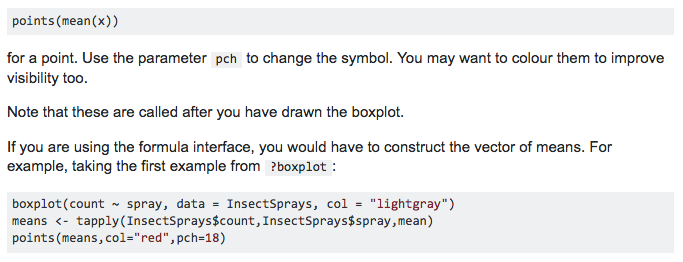 points(mean(x))
for a point. Use the parameter pch to change the symbol. You may want to colour them to improve
visibility too.
Note that these are called after you have drawn the boxplot.
If you are using the formula interface, you would have to construct the vector of means. For
example, taking the first example from ?boxplot :
boxplot(count ~ spray, data = InsectSprays, col = "lightgray")
means <- tapply(InsectSprays$count,InsectSprays$spray,mean)
points(means,col="red",pch=18)